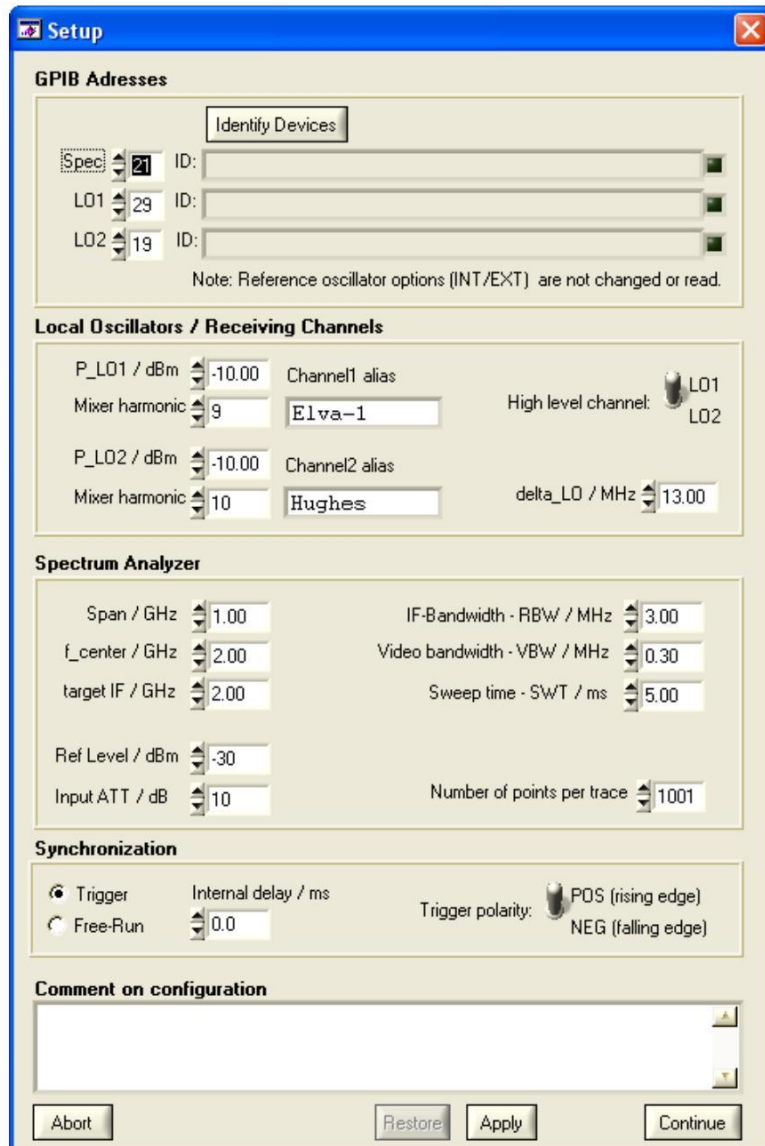 Setup
GPIB Adresses
Identify Devices
Spec 21 ID:
LO1 29 ID:
LO2 19 ID:
Note: Reference oscillator options (INT/EXT) are not changed or read.
Local Oscillators / Receiving Channels
P_LO1 / dBm -10.00 Channel1 alias
Mixer harmonic 9 Elva-1
High level channel: LO1
LO2
P_LO2 / dBm -10.00 Channel2 alias
Mixer harmonic 10 Hughes
delta_LO / MHz 13.00
Spectrum Analyzer
Span / GHz 1.00 IF-Bandwidth - RBW / MHz 3.00
f_center / GHz 2.00 Video bandwidth - VBW / MHz 0.30
target IF / GHz 2.00 Sweep time - SWT / ms 5.00
Ref Level / dBm -30
Input ATT / dB 10 Number of points per trace 1001
Synchronization
Trigger Internal delay / ms
Free-Run 0.0
Trigger polarity: POS (rising edge)
NEG (falling edge)
Comment on configuration
Abort Restore Apply Continue